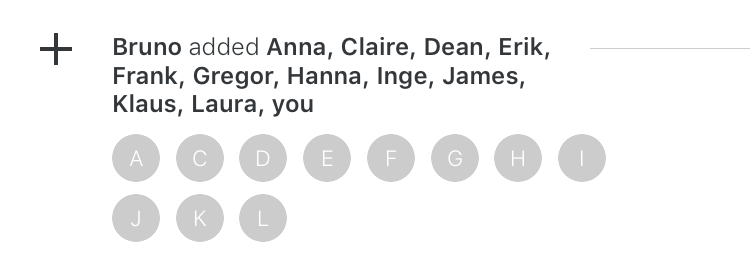 Bruno added Anna, Claire, Dean, Erik,
Frank, Gregor, Hanna, Inge, James,
Klaus, Laura, you
A C D E F G H I
J K L